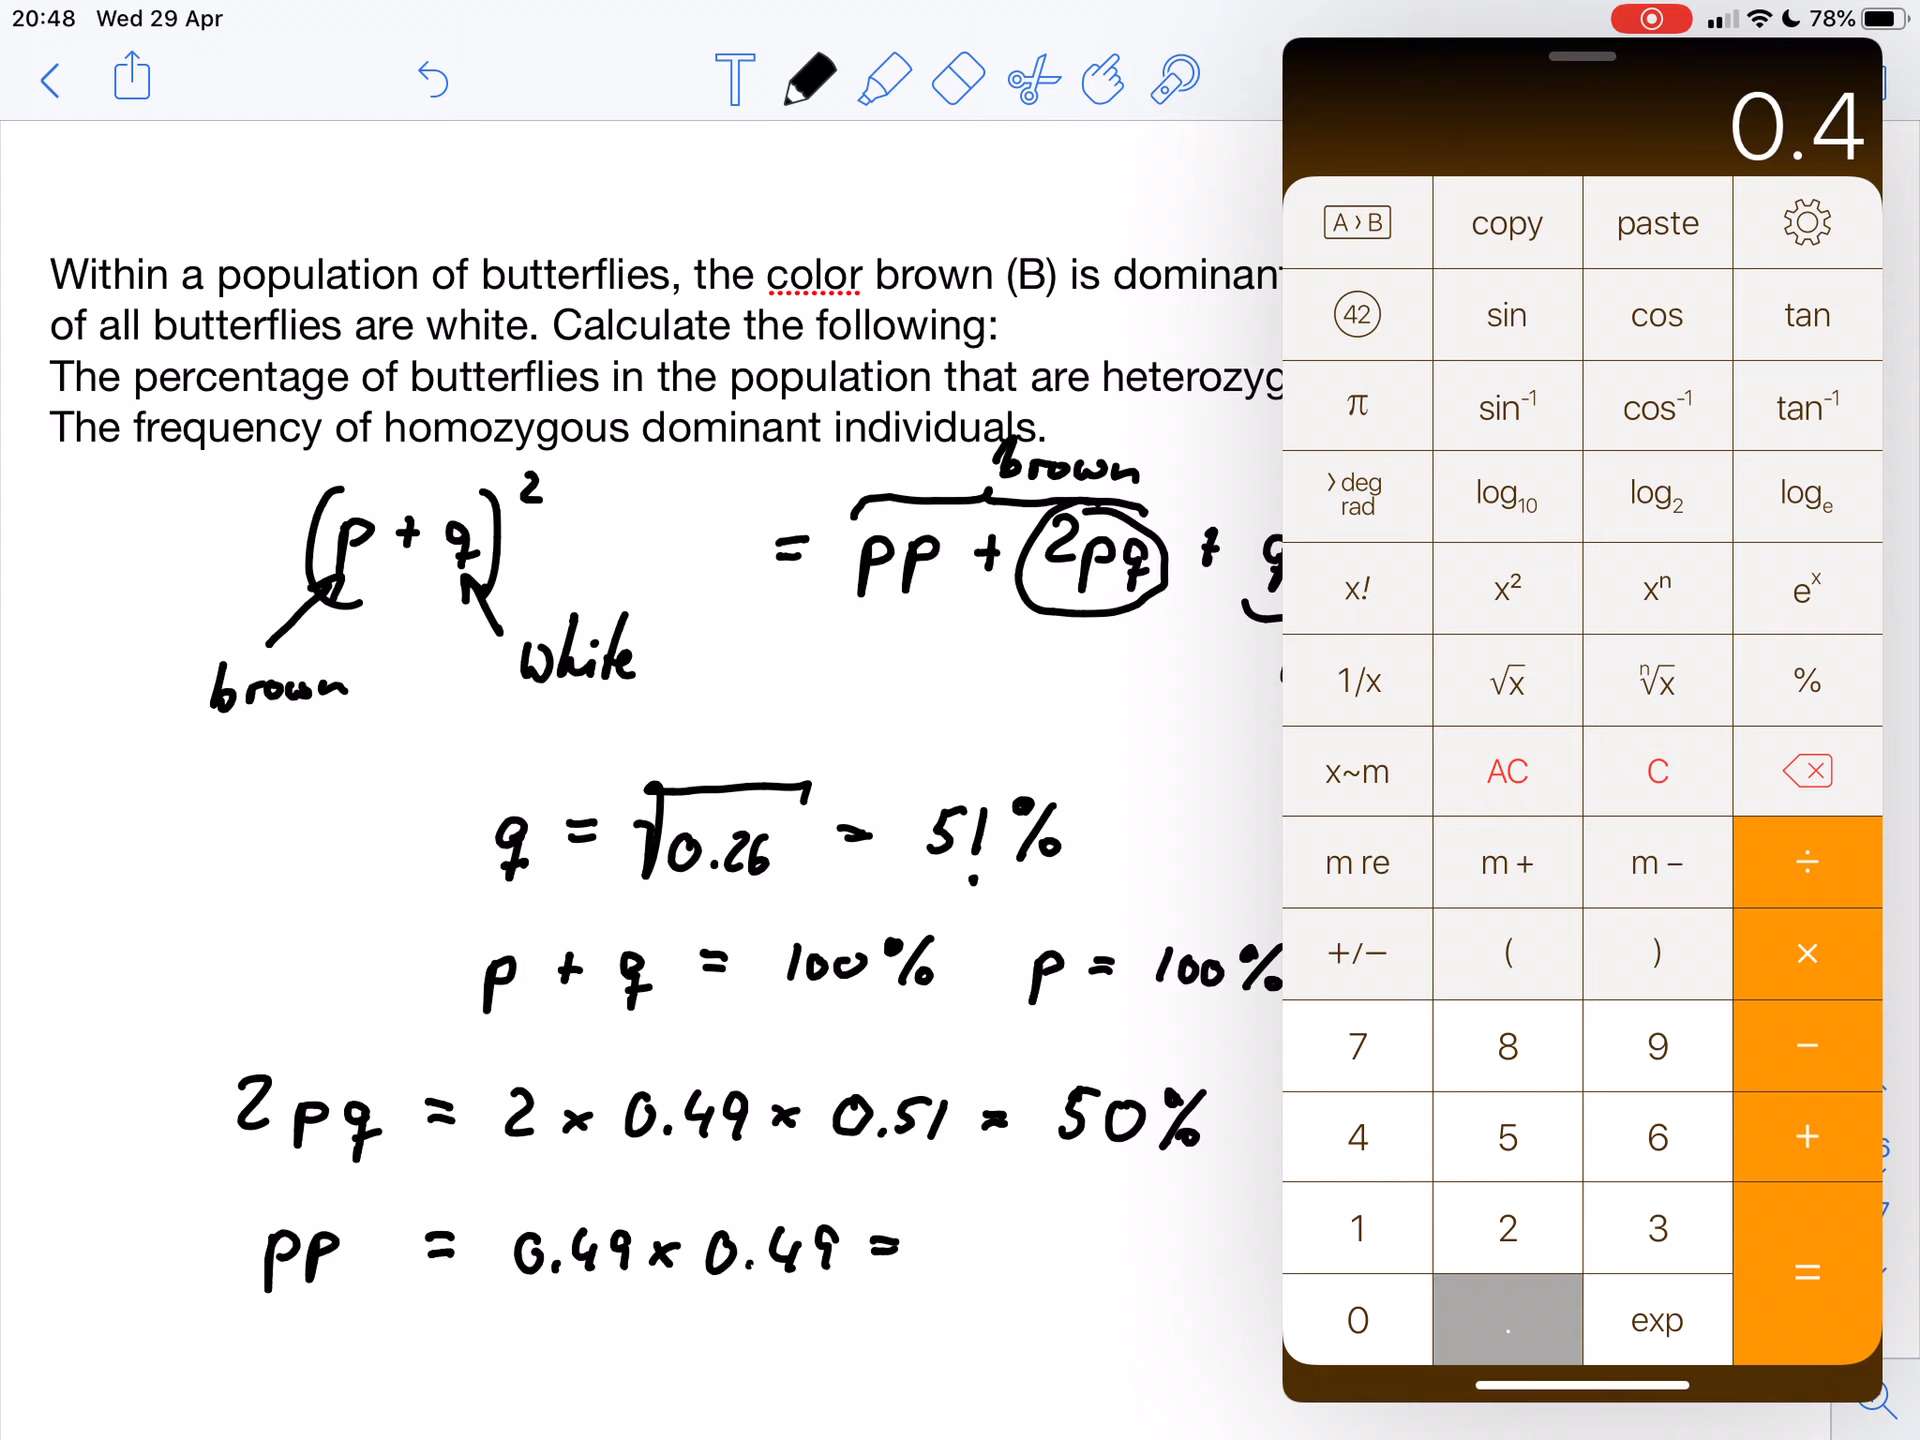 20:48 Wed 29 Apr 78%
0.4
Within a population of butterflies, the color brown (B) is dominant
of all butterflies are white. Calculate the following:
The percentage of butterflies in the population that are heterozyg
The frequency of homozygous dominant individuals.
brown
(p + q)² = pp + 2pq +
brown white
q = √0.26 = 51%
p + q = 100% p = 100%
2pq = 2 x 0.49 x 0.51 = 50%
pp = 0.49 x 0.49 =
A›B copy paste
42 sin cos tan
π sin⁻¹ cos⁻¹ tan⁻¹
›deg rad log₁₀ log₂ logₑ
x! x² xⁿ eˣ
1/x √x ⁿ√x %
x~m AC C
m re m+ m− ÷
+/− ( ) ×
7 8 9 −
4 5 6 +
1 2 3 =
0 . exp